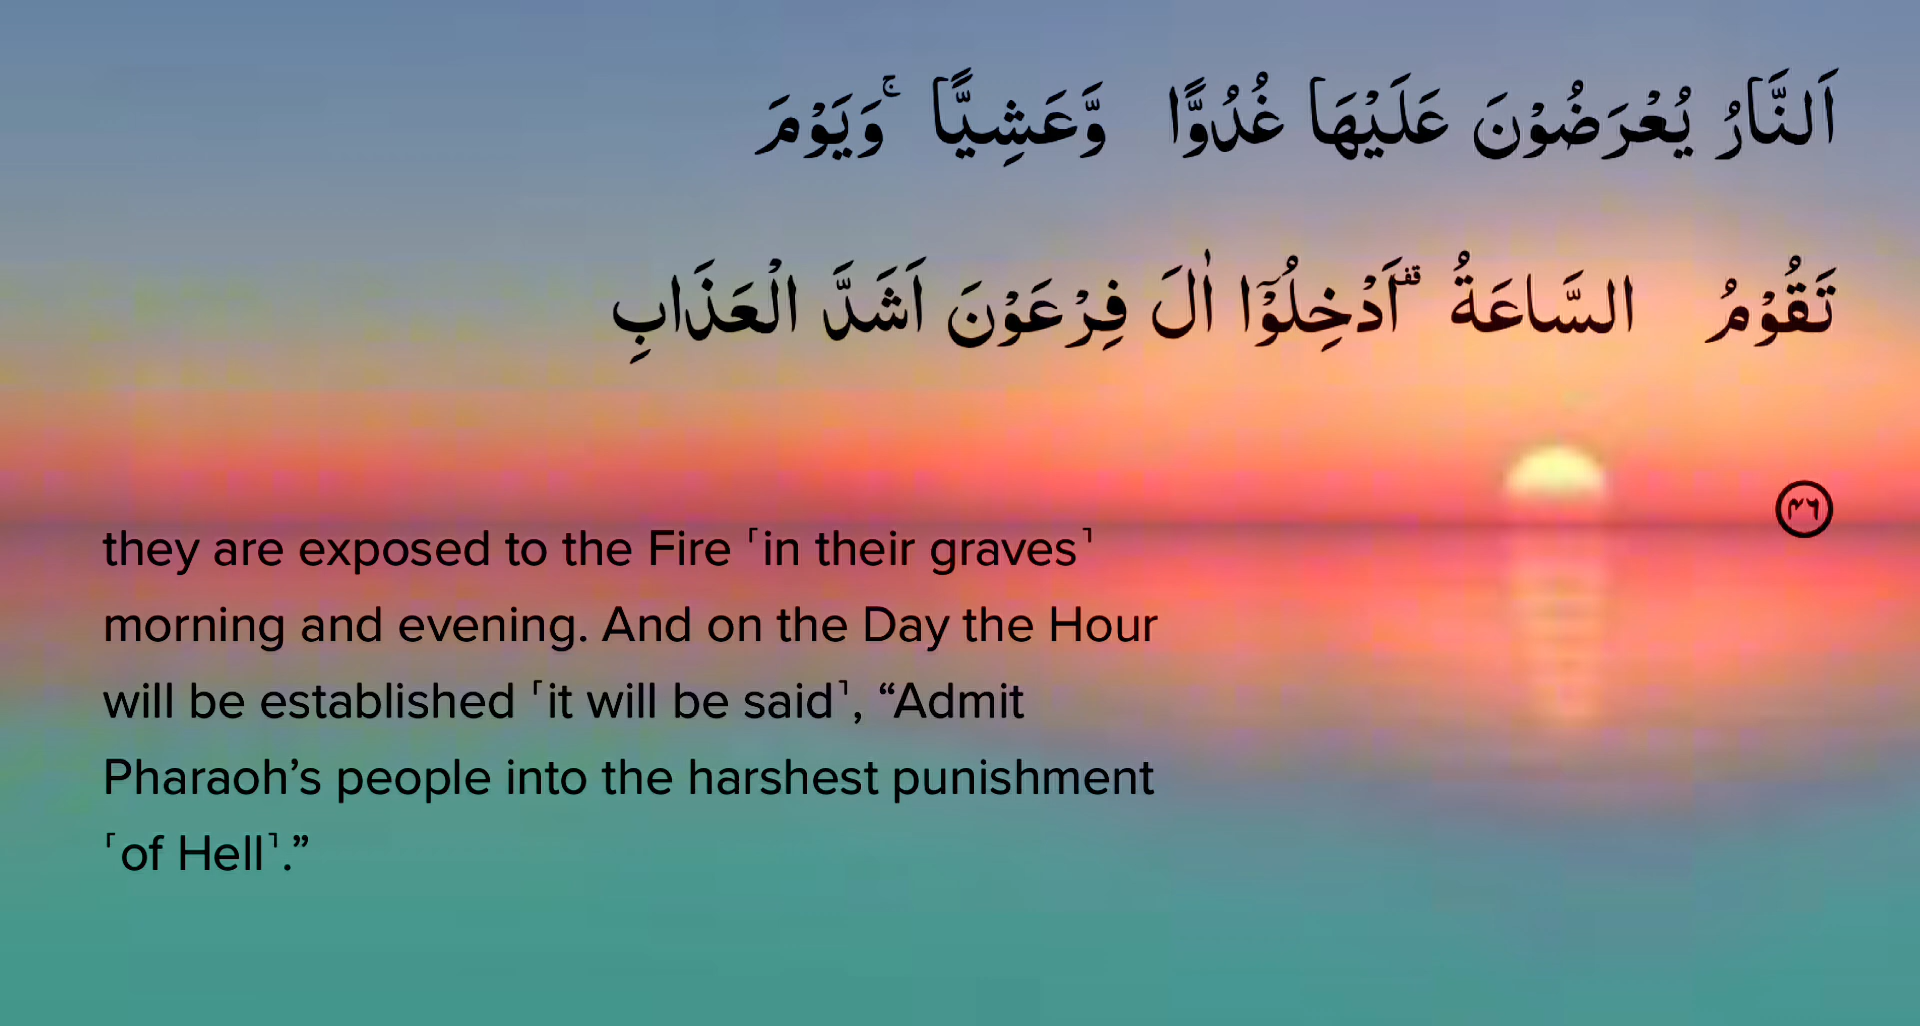 اَلنَّارُ يُعْرَضُوْنَ عَلَيْهَا غُدُوًّا وَّعَشِيًّا ۚ وَيَوْمَ
تَقُوْمُ السَّاعَةُ ۗ اَدْخِلُوْۤا اٰلَ فِرْعَوْنَ اَشَدَّ الْعَذَابِ
۴۶
they are exposed to the Fire ˹in their graves˺
morning and evening. And on the Day the Hour
will be established ˹it will be said˺, “Admit
Pharaoh’s people into the harshest punishment
˹of Hell˺.”